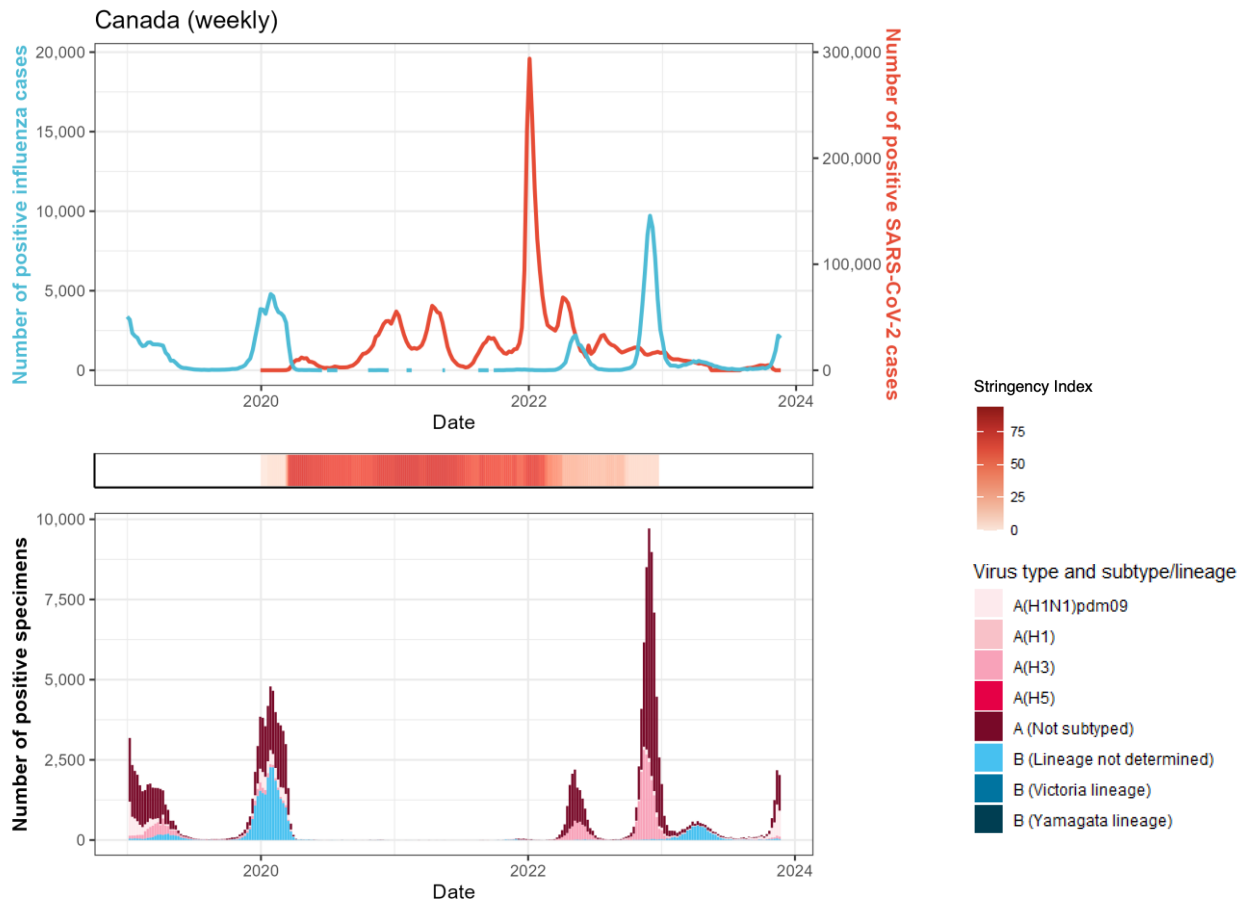 Canada (weekly)
Number of positive influenza cases
20,000
15,000
10,000
5,000
0
300,000
200,000
100,000
0
Number of positive SARS-CoV-2 cases
2020
2022
2024
Date
Stringency Index
75
50
25
0
Number of positive specimens
10,000
7,500
5,000
2,500
0
2020
2022
2024
Date
Virus type and subtype/lineage
A(H1N1)pdm09
A(H1)
A(H3)
A(H5)
A (Not subtyped)
B (Lineage not determined)
B (Victoria lineage)
B (Yamagata lineage)